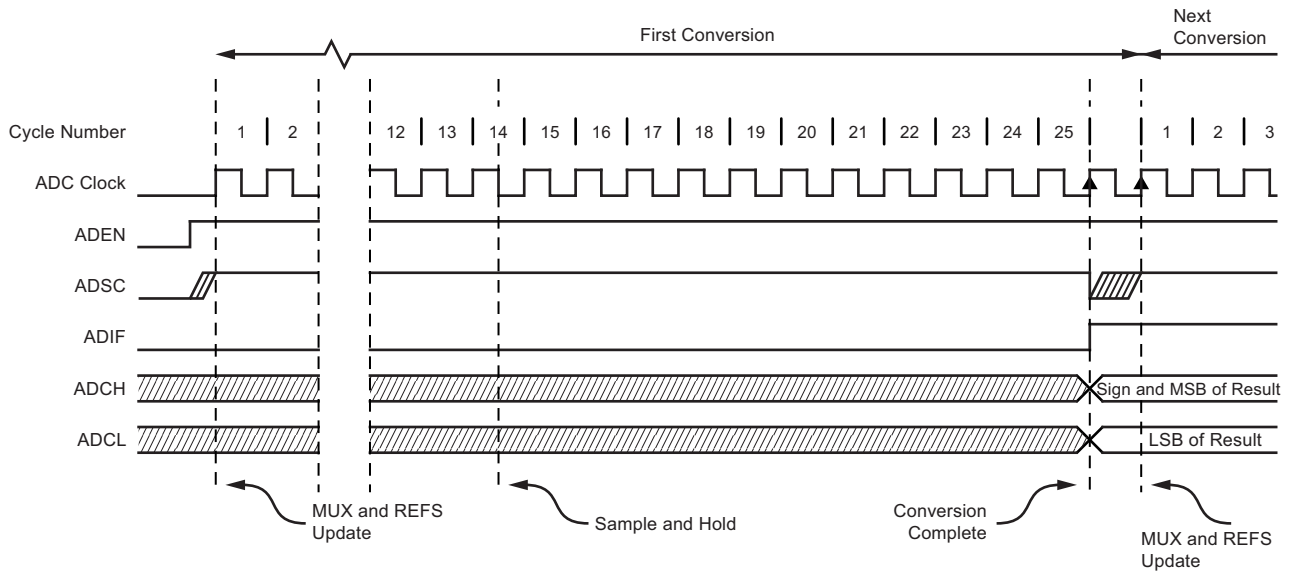 First Conversion
Next
Conversion
Cycle Number 1 2 12 13 14 15 16 17 18 19 20 21 22 23 24 25 1 2 3
ADC Clock
ADEN
ADSC
ADIF
ADCH Sign and MSB of Result
ADCL LSB of Result
MUX and REFS
Update
Sample and Hold
Conversion
Complete
MUX and REFS
Update